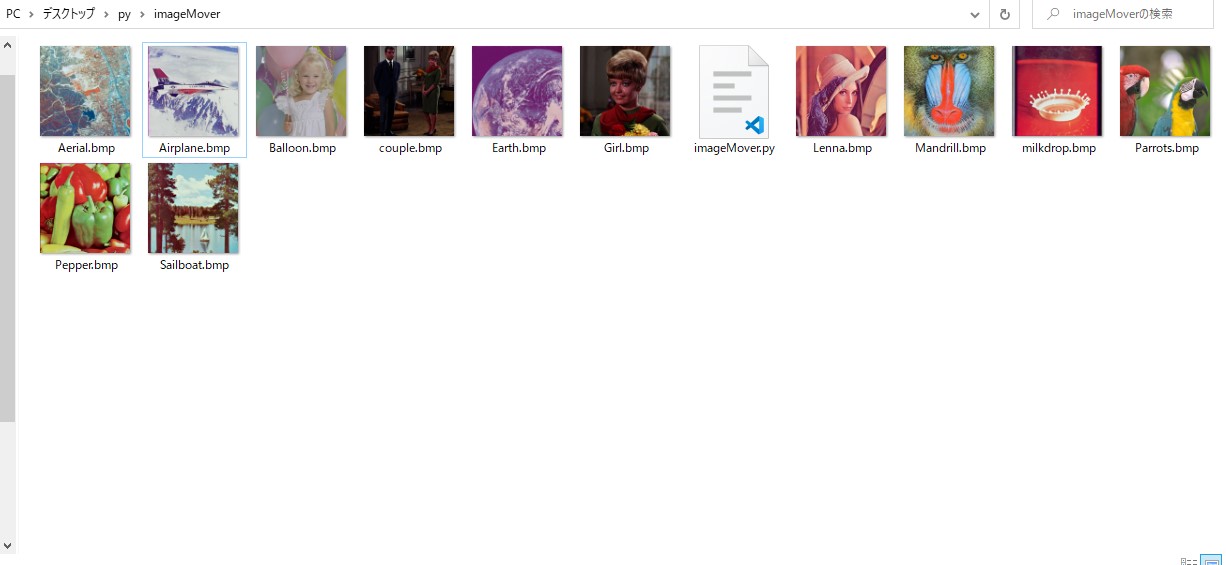 PC > デスクトップ > py > imageMover
imageMoverの検索
Aerial.bmp
Airplane.bmp
Balloon.bmp
couple.bmp
Earth.bmp
Girl.bmp
imageMover.py
Lenna.bmp
Mandrill.bmp
milkdrop.bmp
Parrots.bmp
Pepper.bmp
Sailboat.bmp